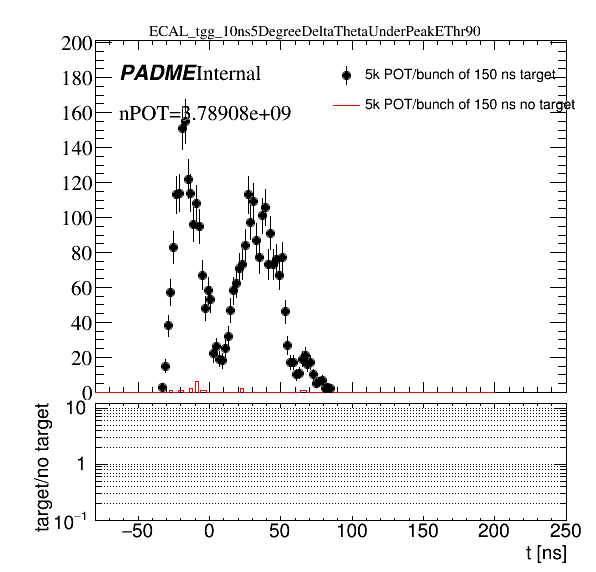 ECAL_tgg_10ns5DegreeDeltaThetaUnderPeakEThr90
PADME Internal
nPOT=3.78908e+09
5k POT/bunch of 150 ns target
5k POT/bunch of 150 ns no target
200
180
160
140
120
100
80
60
40
20
0
target/no target
10
1
10−1
−50 0 50 100 150 200 250
t [ns]